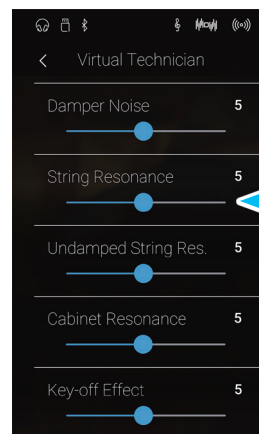 Virtual Technician
Damper Noise 5
String Resonance 5
Undamped String Res. 5
Cabinet Resonance 5
Key-off Effect 5